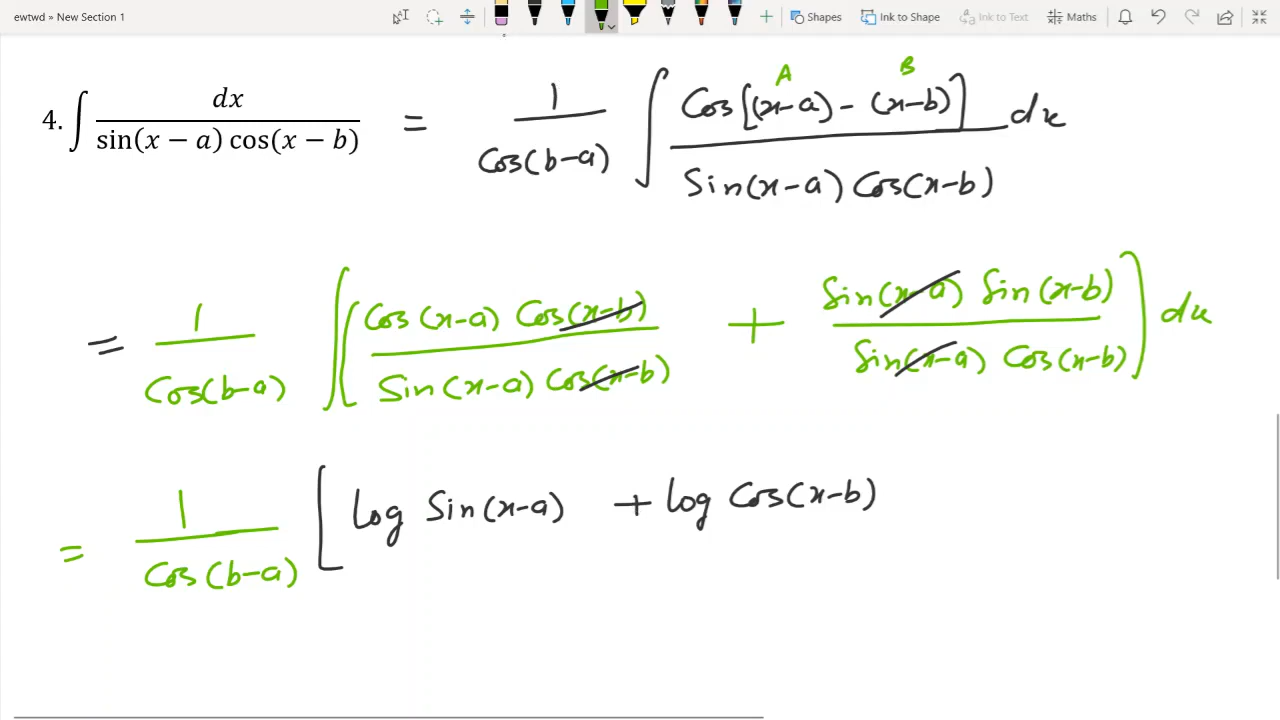 ewtwd » New Section 1
Shapes Ink to Shape Ink to Text Maths
A B
4. ∫ dx / (sin(x − a) cos(x − b)) = 1 / Cos(b-a) ∫ Cos[(x-a) - (x-b)] / (Sin(x-a) Cos(x-b)) dx
= 1 / Cos(b-a) ∫ [ Cos(x-a) Cos(x-b) / (Sin(x-a) Cos(x-b)) + Sin(x-a) Sin(x-b) / (Sin(x-a) Cos(x-b)) ] dx
= 1 / Cos(b-a) [ log Sin(x-a) + log Cos(x-b)